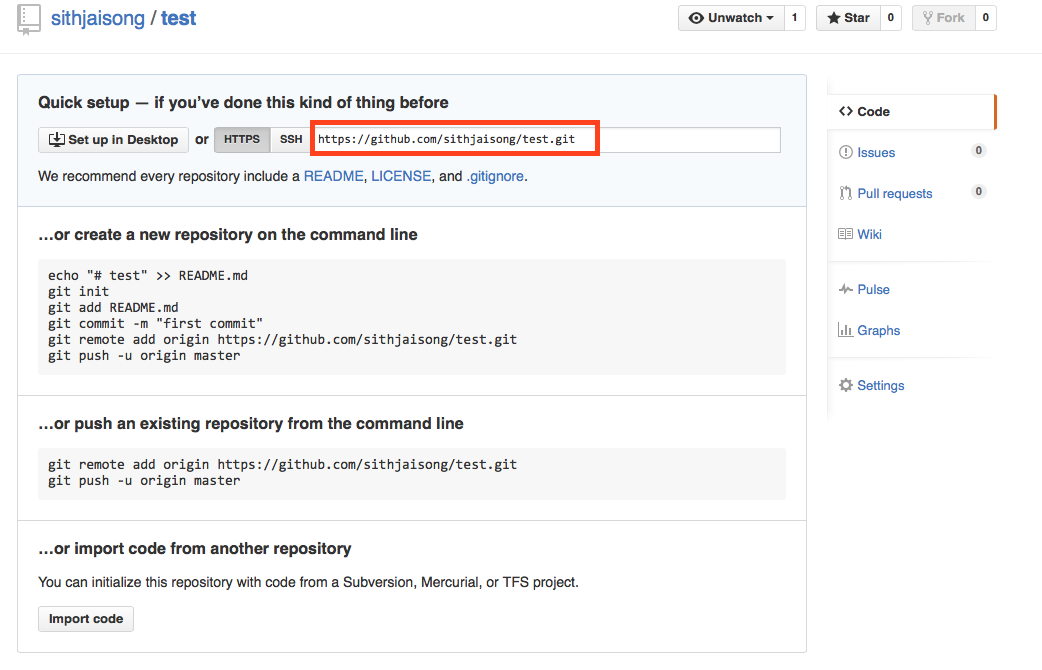 sithjaisong / test
Unwatch 1 Star 0 Fork 0
Quick setup — if you’ve done this kind of thing before
Set up in Desktop or HTTPS SSH https://github.com/sithjaisong/test.git
We recommend every repository include a README, LICENSE, and .gitignore.
…or create a new repository on the command line
echo "# test" >> README.md
git init
git add README.md
git commit -m "first commit"
git remote add origin https://github.com/sithjaisong/test.git
git push -u origin master
…or push an existing repository from the command line
git remote add origin https://github.com/sithjaisong/test.git
git push -u origin master
…or import code from another repository
You can initialize this repository with code from a Subversion, Mercurial, or TFS project.
Import code
Code
Issues 0
Pull requests 0
Wiki
Pulse
Graphs
Settings